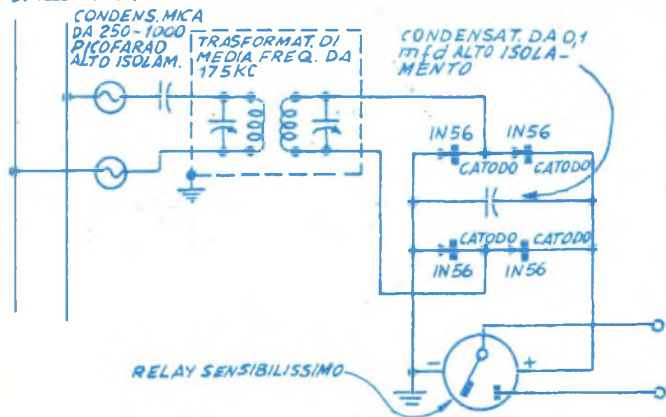 CONDENS. MICA
DA 250-1000
PICOFARAD
ALTO ISOLAM.
TRASFORMAT. DI
MEDIA FREQ. DA
175KC
CONDENSAT. DA 0,1
mfd ALTO ISOLA-
MENTO
IN56 IN56
CATODO CATODO
CATODO CATODO
IN56 IN56
- +
RELAY SENSIBILISSIMO